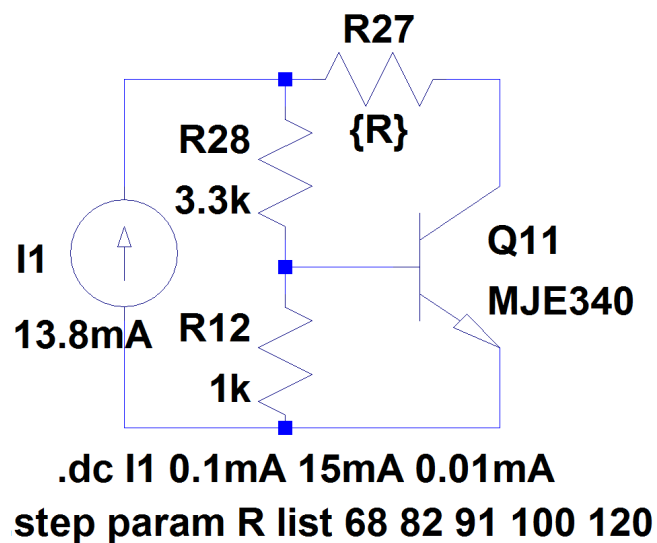 R27
{R}
R28
3.3k
Q11
MJE340
I1
13.8mA
R12
1k
.dc I1 0.1mA 15mA 0.01mA
.step param R list 68 82 91 100 120